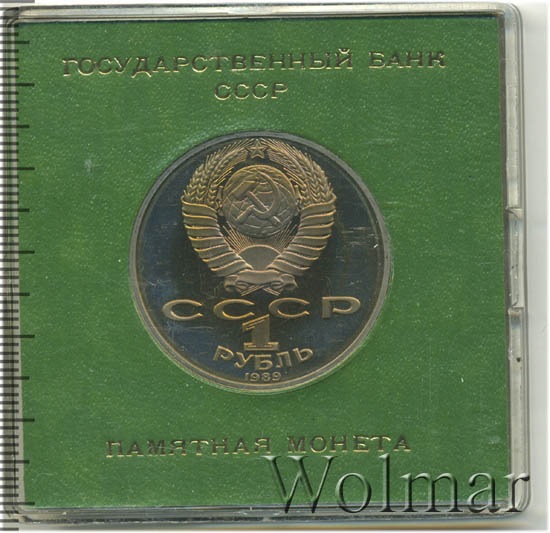 ГОСУДАРСТВЕННЫЙ БАНК
СССР
СССР
1
РУБЛЬ
1989
ПАМЯТНАЯ МОНЕТА
Wolmar